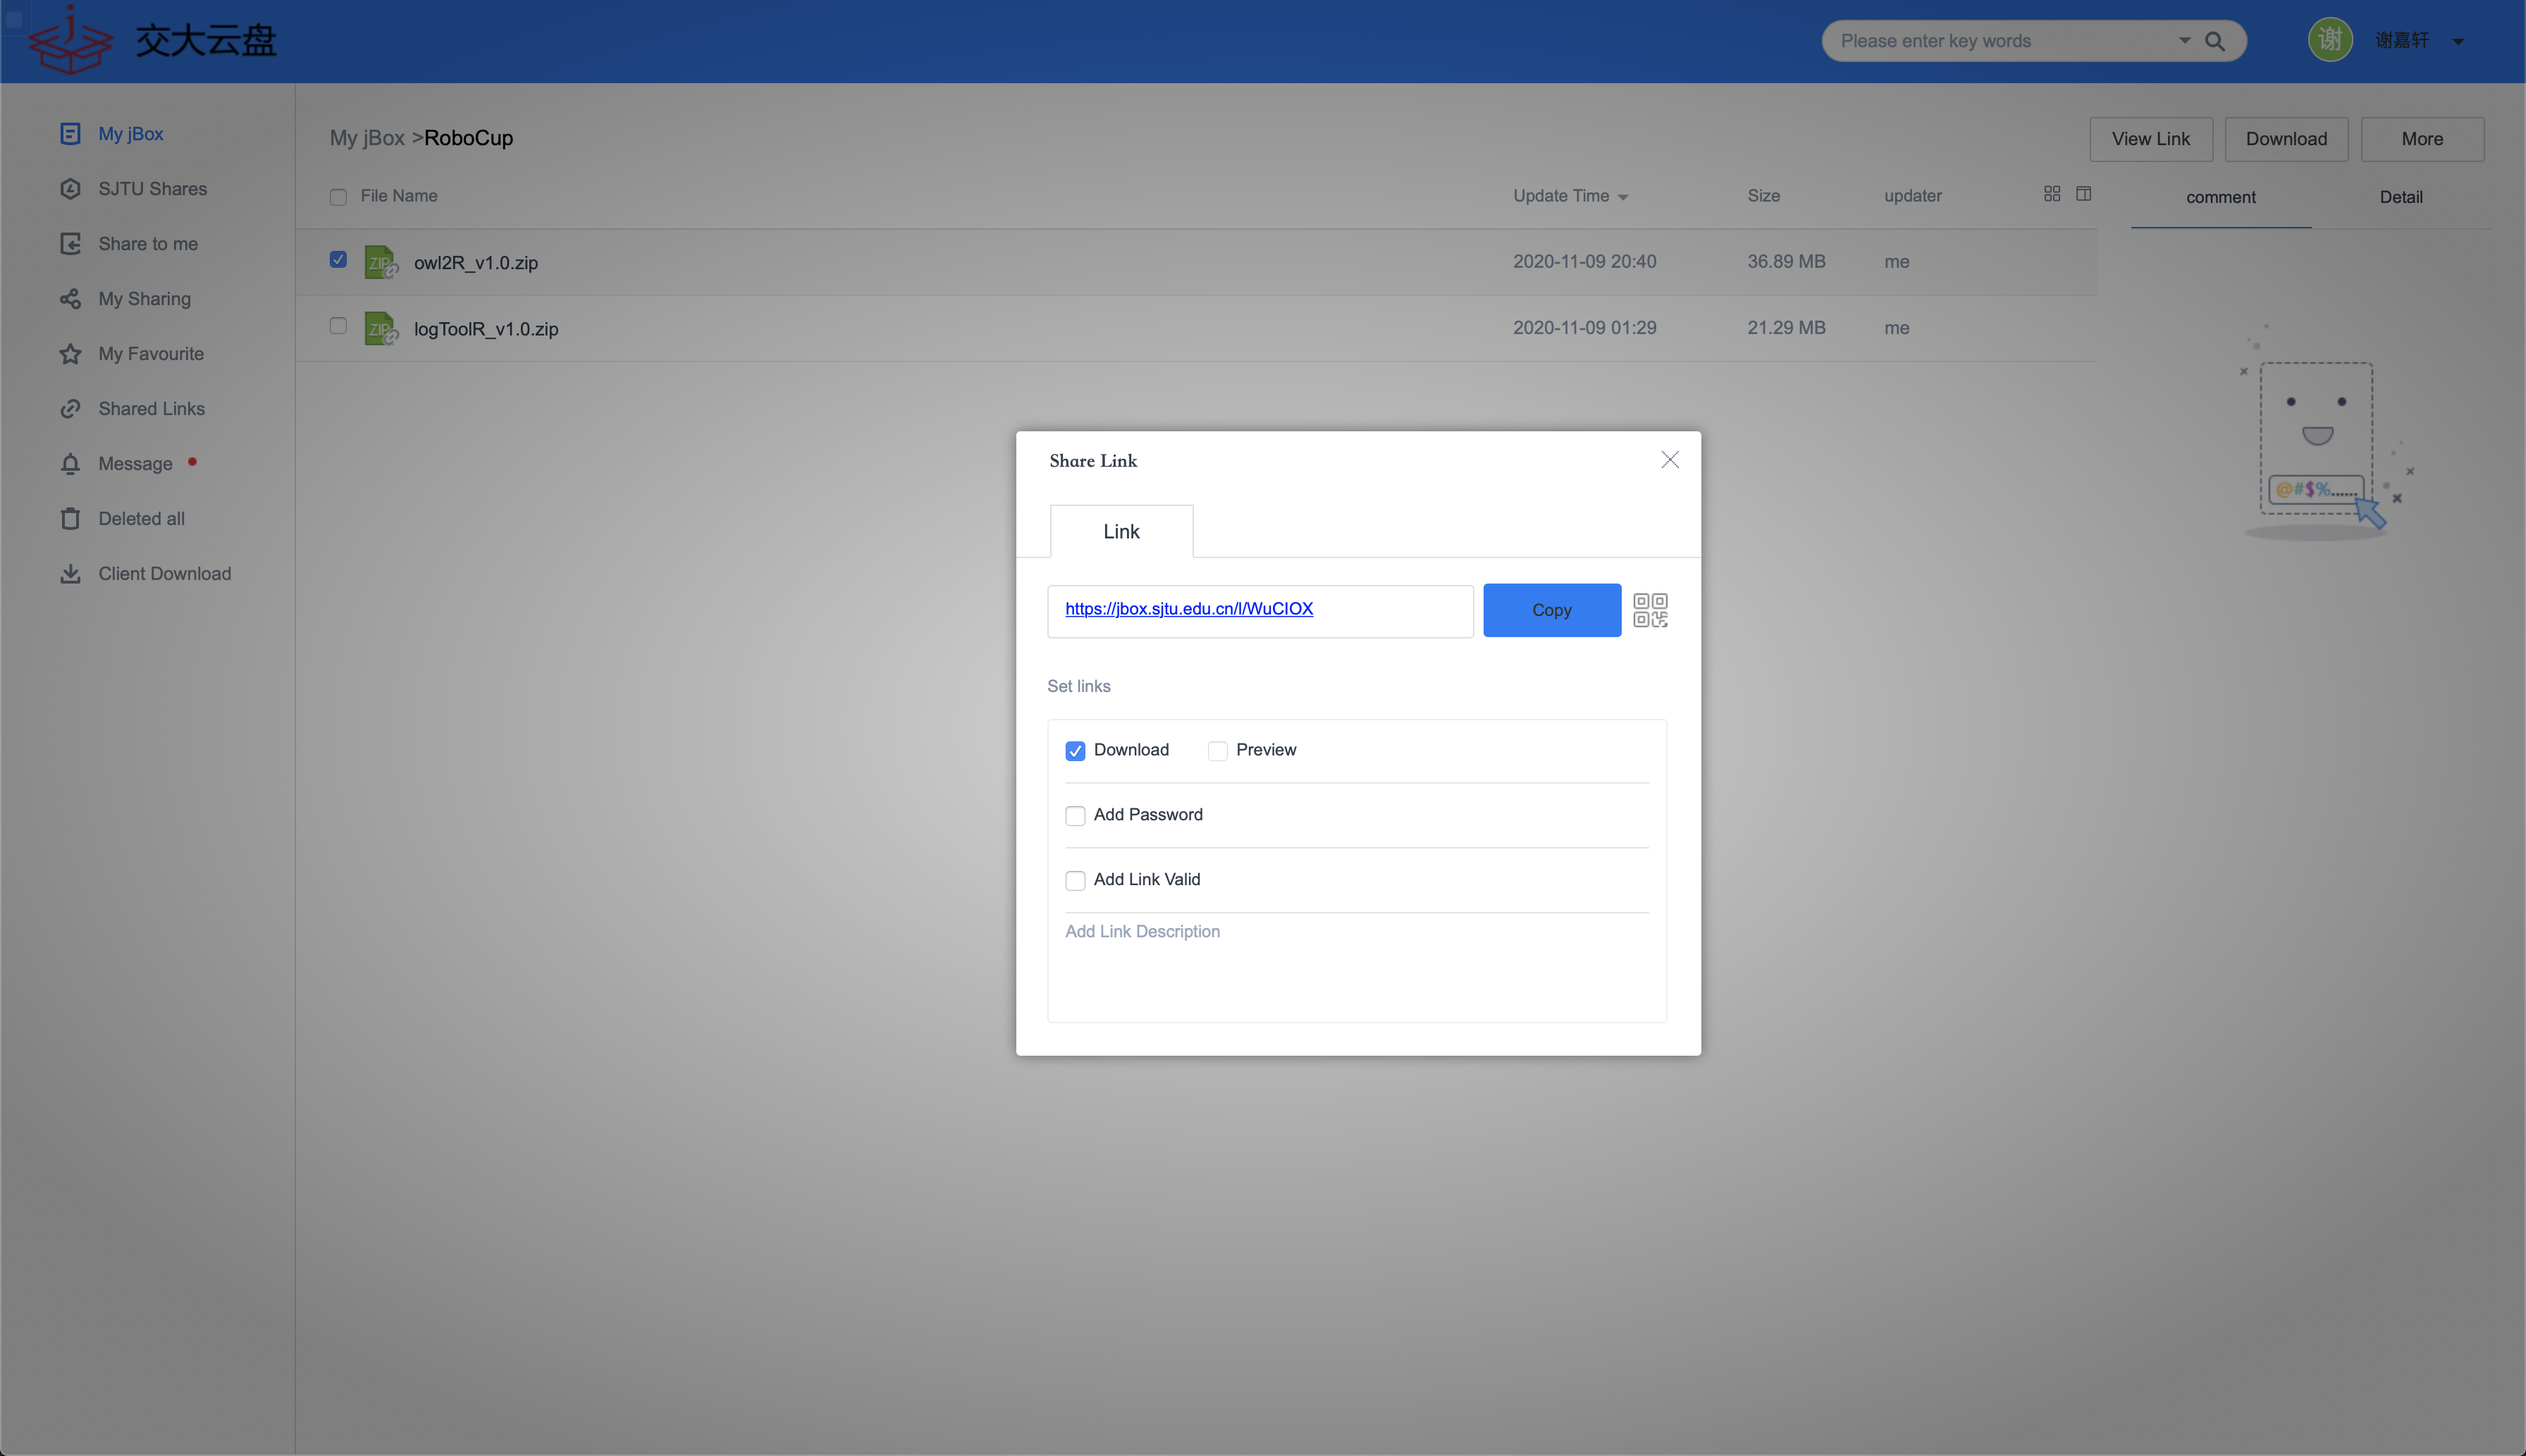 交大云盘
Please enter key words
谢
谢嘉轩
My jBox
SJTU Shares
Share to me
My Sharing
My Favourite
Shared Links
Message
Deleted all
Client Download
My jBox >RoboCup
View Link
Download
More
File Name
Update Time
Size
updater
comment
Detail
ZIP
owl2R_v1.0.zip
2020-11-09 20:40
36.89 MB
me
ZIP
logToolR_v1.0.zip
2020-11-09 01:29
21.29 MB
me
@#$%......
Share Link
Link
https://jbox.sjtu.edu.cn/l/WuCIOX
Copy
Set links
Download
Preview
Add Password
Add Link Valid
Add Link Description